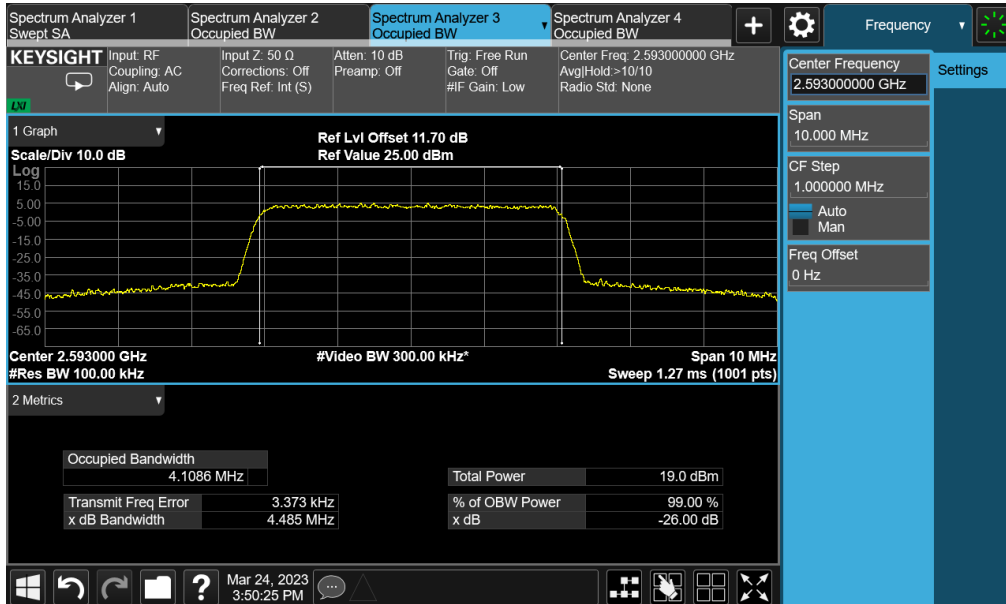 Spectrum Analyzer 1
Swept SA
Spectrum Analyzer 2
Occupied BW
Spectrum Analyzer 3
Occupied BW
Spectrum Analyzer 4
Occupied BW
Frequency
KEYSIGHT
LXI
Input: RF
Coupling: AC
Align: Auto
Input Z: 50 Ω
Corrections: Off
Freq Ref: Int (S)
Atten: 10 dB
Preamp: Off
Trig: Free Run
Gate: Off
#IF Gain: Low
Center Freq: 2.593000000 GHz
Avg|Hold:>10/10
Radio Std: None
Center Frequency
2.593000000 GHz
Settings
Span
10.000 MHz
CF Step
1.000000 MHz
Auto
Man
Freq Offset
0 Hz
1 Graph
Scale/Div 10.0 dB
Ref Lvl Offset 11.70 dB
Ref Value 25.00 dBm
Log
15.0
5.00
-5.00
-15.0
-25.0
-35.0
-45.0
-55.0
-65.0
Center 2.593000 GHz
#Res BW 100.00 kHz
#Video BW 300.00 kHz*
Span 10 MHz
Sweep 1.27 ms (1001 pts)
2 Metrics
Occupied Bandwidth
4.1086 MHz
Total Power 19.0 dBm
Transmit Freq Error 3.373 kHz
% of OBW Power 99.00 %
x dB Bandwidth 4.485 MHz
x dB -26.00 dB
?
Mar 24, 2023
3:50:25 PM